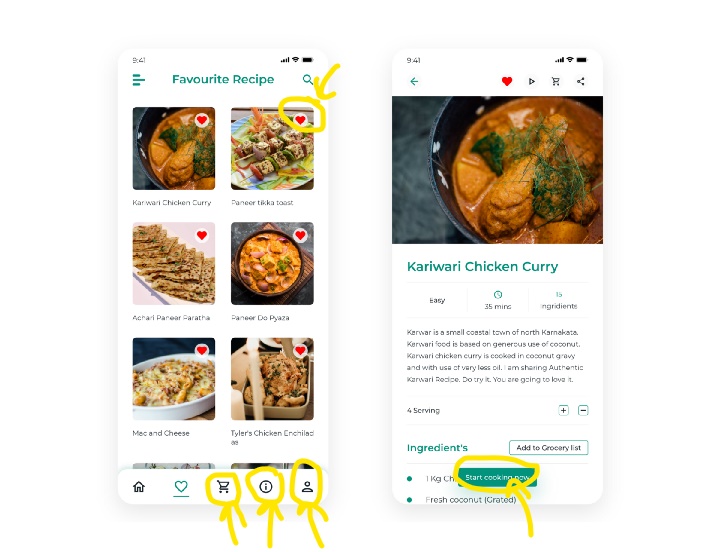 9:41
Favourite Recipe
Kariwari Chicken Curry
Paneer tikka toast
Achari Paneer Paratha
Paneer Do Pyaza
Mac and Cheese
Tyler's Chicken Enchilad
as
9:41
Kariwari Chicken Curry
Easy
35 mins
15
Ingridients
Karwar is a small coastal town of north Karnakata.
Karwari food is based on generous use of coconut.
Karwari chicken curry is cooked in coconut gravy
and with use of very less oil. I am sharing Authentic
Karwari Recipe. Do try it. You are going to love it.
4 Serving
Ingredient's
Add to Grocery list
1 Kg Ch
Start cooking now
Fresh coconut (Grated)